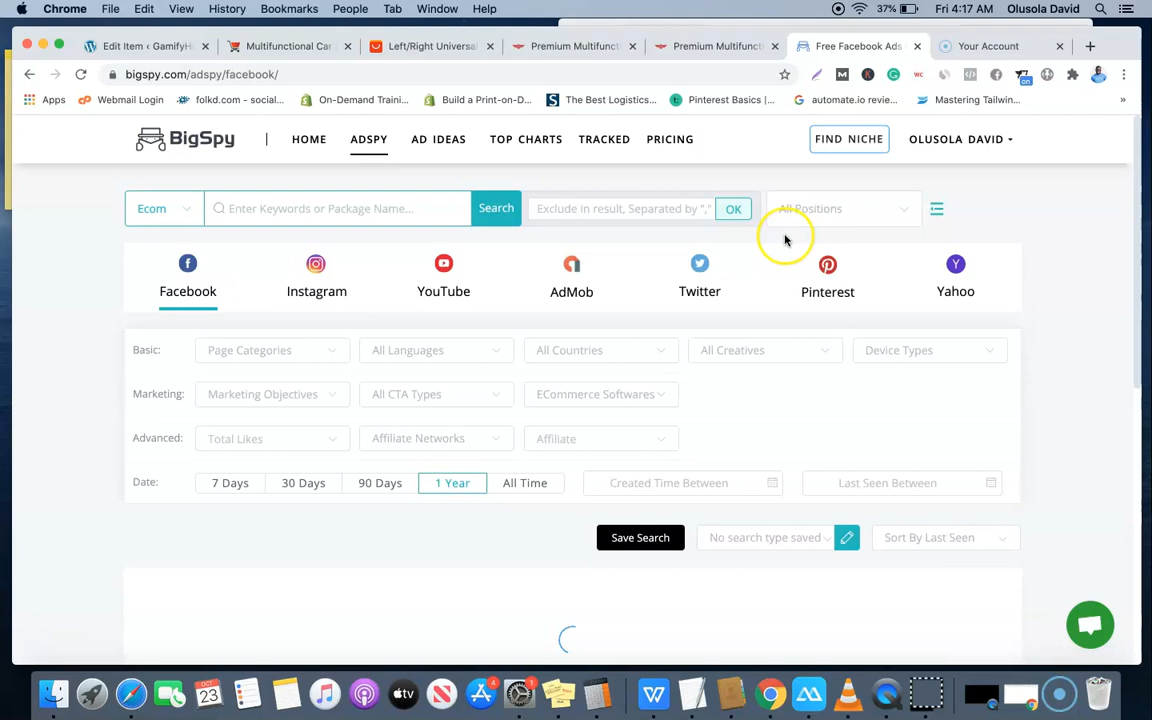 Chrome File Edit View History Bookmarks People Tab Window Help 37% Fri 4:17 AM Olusola David
Edit Item ‹ GamifyH Multifunctional Car Left/Right Universal Premium Multifunct Premium Multifunct Free Facebook Ads Your Account
bigspy.com/adspy/facebook/
Apps Webmail Login folkd.com - social... On-Demand Traini... Build a Print-on-D... The Best Logistics... Pinterest Basics |... automate.io revie... Mastering Tailwin... »
BigSpy HOME ADSPY AD IDEAS TOP CHARTS TRACKED PRICING FIND NICHE OLUSOLA DAVID
Ecom Enter Keywords or Package Name... Search Exclude in result, Separated by "," OK All Positions
Facebook Instagram YouTube AdMob Twitter Pinterest Yahoo
Basic: Page Categories All Languages All Countries All Creatives Device Types
Marketing: Marketing Objectives All CTA Types ECommerce Softwares
Advanced: Total Likes Affiliate Networks Affiliate
Date: 7 Days 30 Days 90 Days 1 Year All Time Created Time Between Last Seen Between
Save Search No search type saved Sort By Last Seen